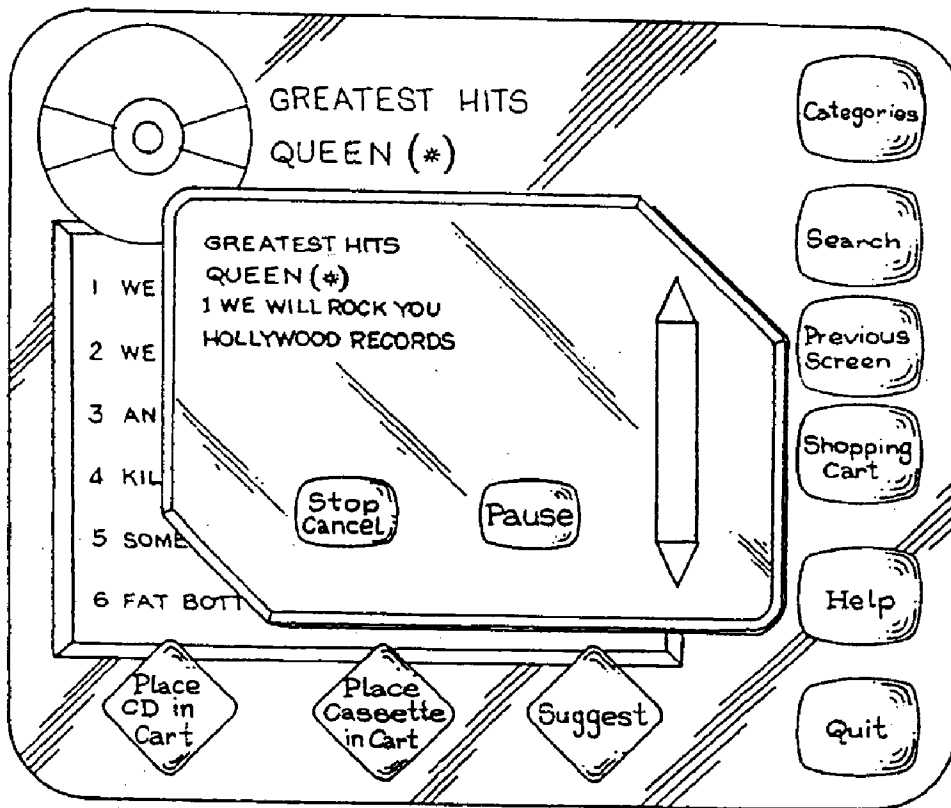 GREATEST HITS
QUEEN (*)
GREATEST HITS
QUEEN (*)
1 WE WILL ROCK YOU
HOLLYWOOD RECORDS
Stop
Cancel
Pause
1 WE
2 WE
3 AN
4 KIL
5 SOME
6 FAT BOTT
Place
CD in
Cart
Place
Cassette
in Cart
Suggest
Categories
Search
Previous
Screen
Shopping
Cart
Help
Quit